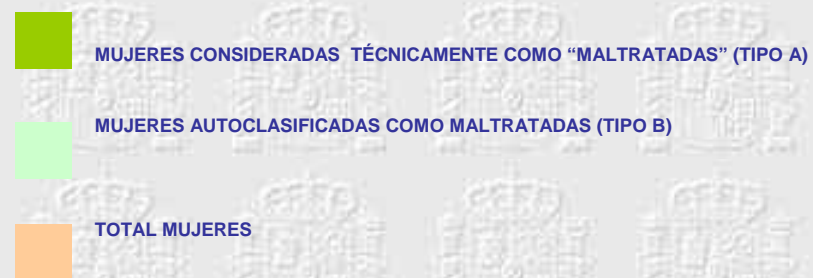 MUJERES CONSIDERADAS TÉCNICAMENTE COMO “MALTRATADAS” (TIPO A)
MUJERES AUTOCLASIFICADAS COMO MALTRATADAS (TIPO B)
TOTAL MUJERES